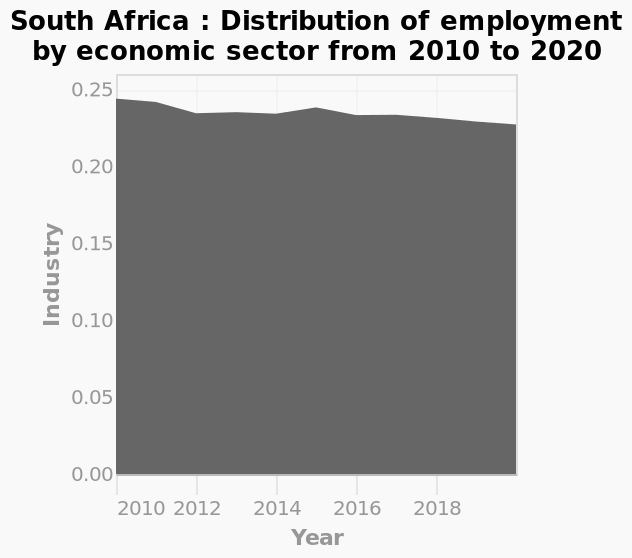 South Africa : Distribution of employment
by economic sector from 2010 to 2020
0.25
0.20
0.15
0.10
0.05
0.00
Industry
2010 2012 2014 2016 2018
Year